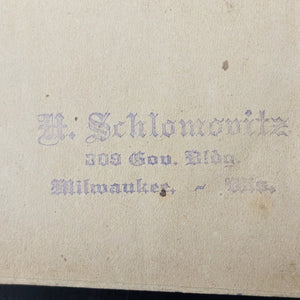 H. Schlomovitz
309 Gov. Bldg.
Milwaukee, - Wis.